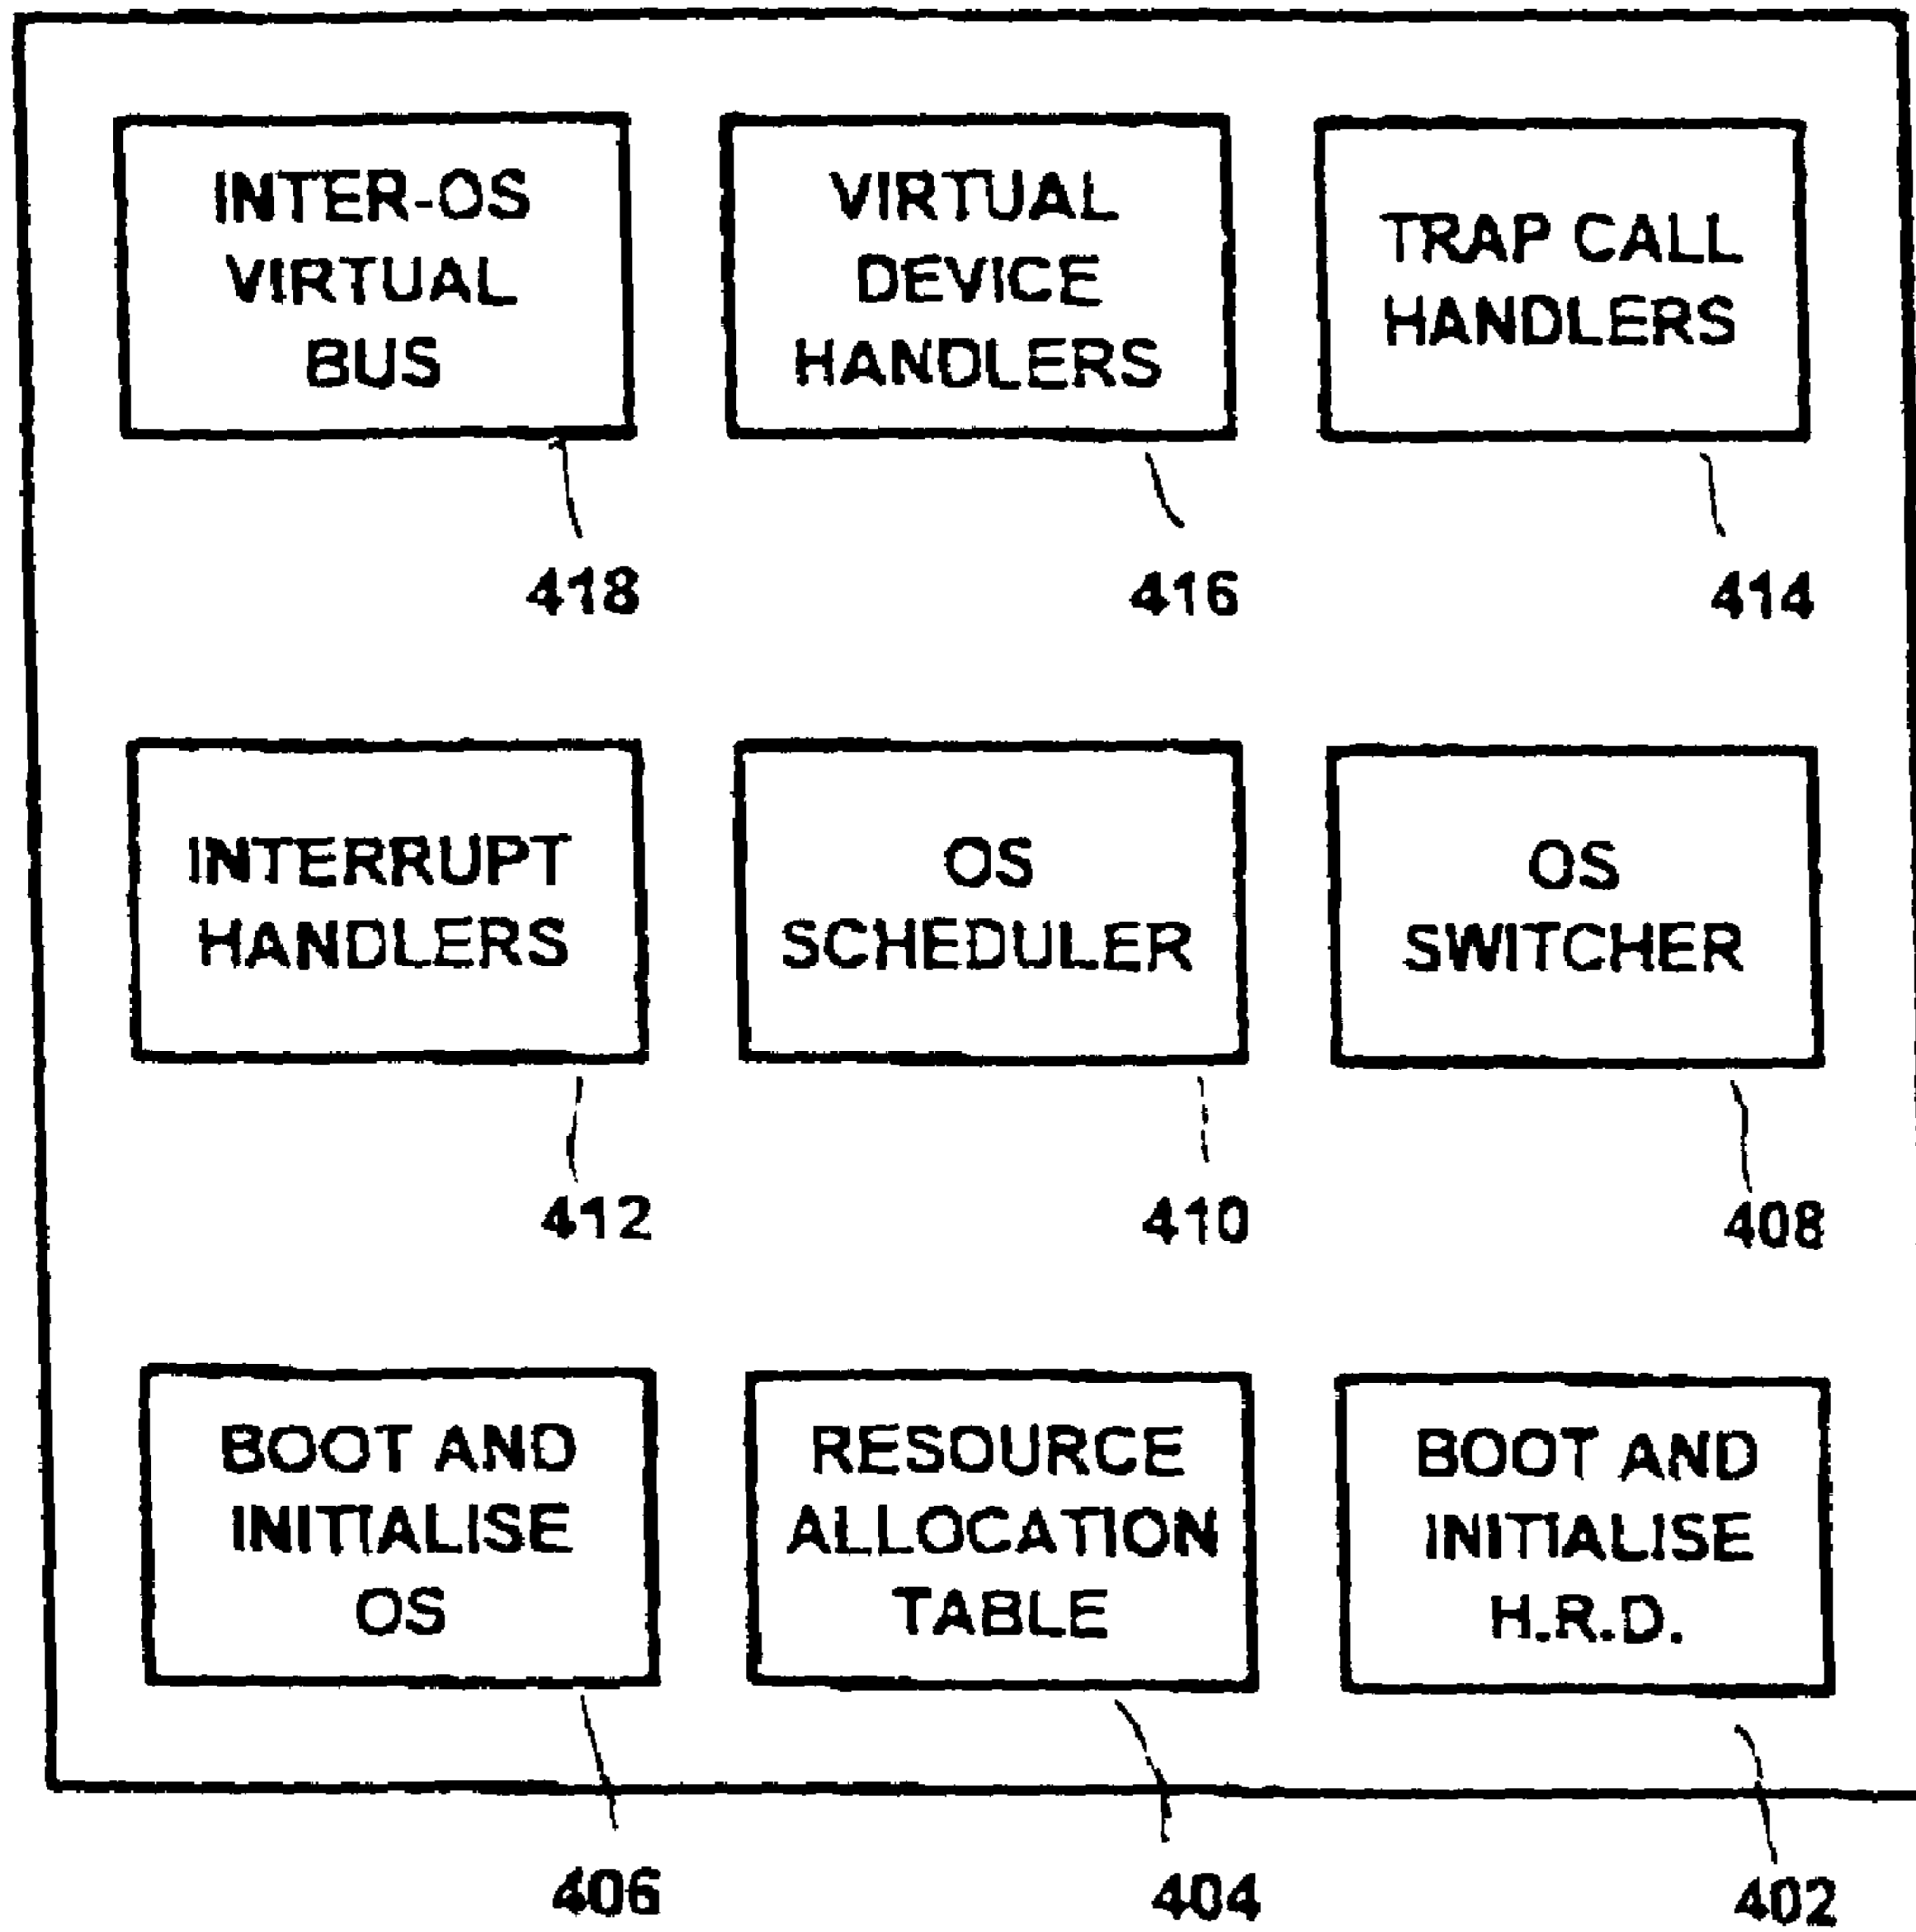 INTER-OS
VIRTUAL
BUS
418
VIRTUAL
DEVICE
HANDLERS
416
TRAP CALL
HANDLERS
414
INTERRUPT
HANDLERS
412
OS
SCHEDULER
410
OS
SWITCHER
408
BOOT AND
INITIALISE
OS
406
RESOURCE
ALLOCATION
TABLE
404
BOOT AND
INITIALISE
H.R.D.
402